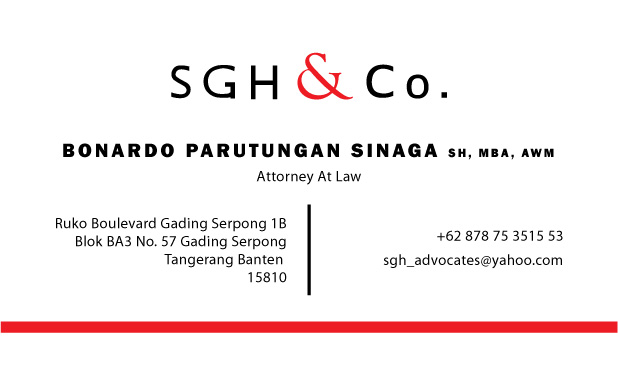 SGH & Co.
BONARDO PARUTUNGAN SINAGA SH, MBA, AWM
Attorney At Law
Ruko Boulevard Gading Serpong 1B
Blok BA3 No. 57 Gading Serpong
Tangerang Banten
15810
+62 878 75 3515 53
sgh_advocates@yahoo.com